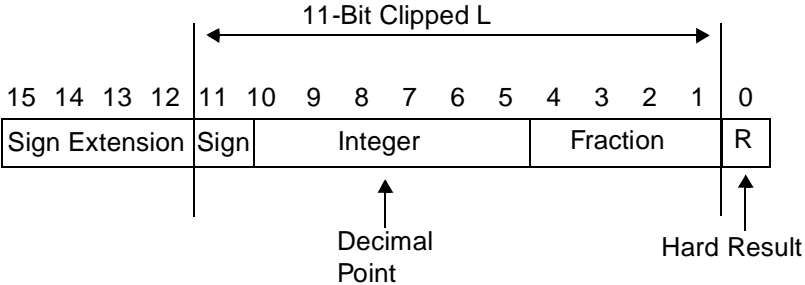 11-Bit Clipped L
15 14 13 12 11 10 9 8 7 6 5 4 3 2 1 0
Sign Extension Sign Integer Fraction R
Decimal
Point
Hard Result